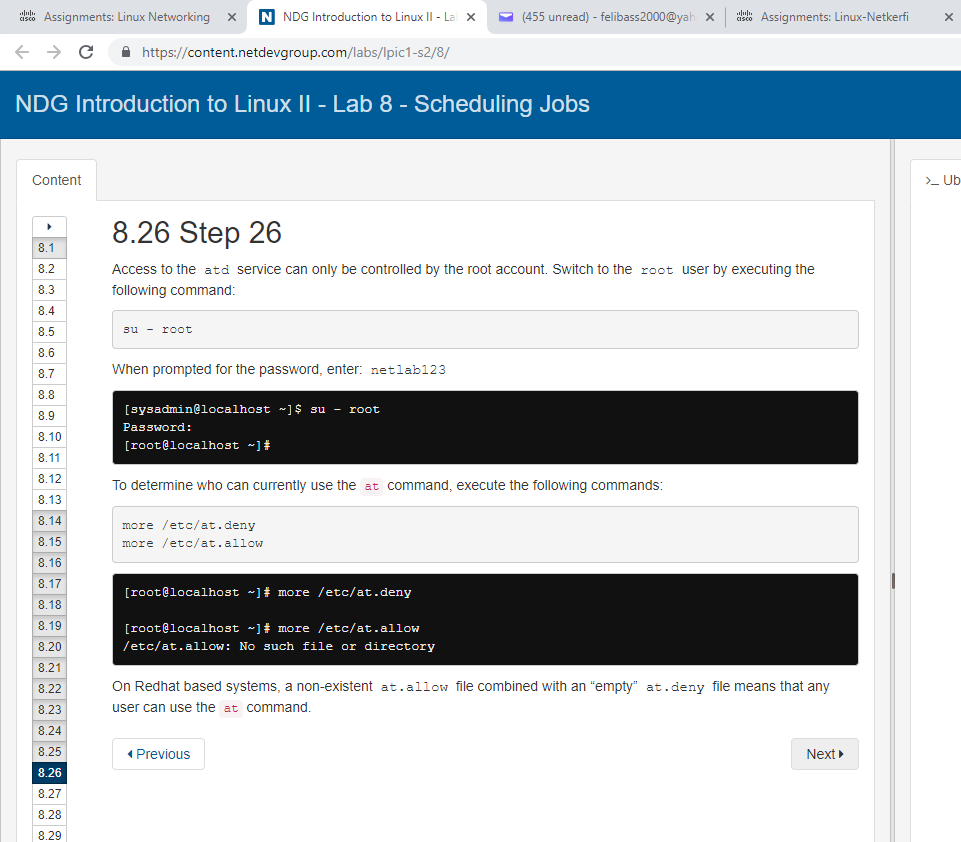 Assignments: Linux Networking
NDG Introduction to Linux II - La
(455 unread) - felibass2000@yah
Assignments: Linux-Netkerfi
https://content.netdevgroup.com/labs/lpic1-s2/8/
NDG Introduction to Linux II - Lab 8 - Scheduling Jobs
Content
>_ Ub
8.1
8.2
8.3
8.4
8.5
8.6
8.7
8.8
8.9
8.10
8.11
8.12
8.13
8.14
8.15
8.16
8.17
8.18
8.19
8.20
8.21
8.22
8.23
8.24
8.25
8.26
8.27
8.28
8.29
8.26 Step 26
Access to the atd service can only be controlled by the root account. Switch to the root user by executing the
following command:
su - root
When prompted for the password, enter: netlab123
[sysadmin@localhost ~]$ su - root
Password:
[root@localhost ~]#
To determine who can currently use the at command, execute the following commands:
more /etc/at.deny
more /etc/at.allow
[root@localhost ~]# more /etc/at.deny
[root@localhost ~]# more /etc/at.allow
/etc/at.allow: No such file or directory
On Redhat based systems, a non-existent at.allow file combined with an “empty” at.deny file means that any
user can use the at command.
Previous
Next